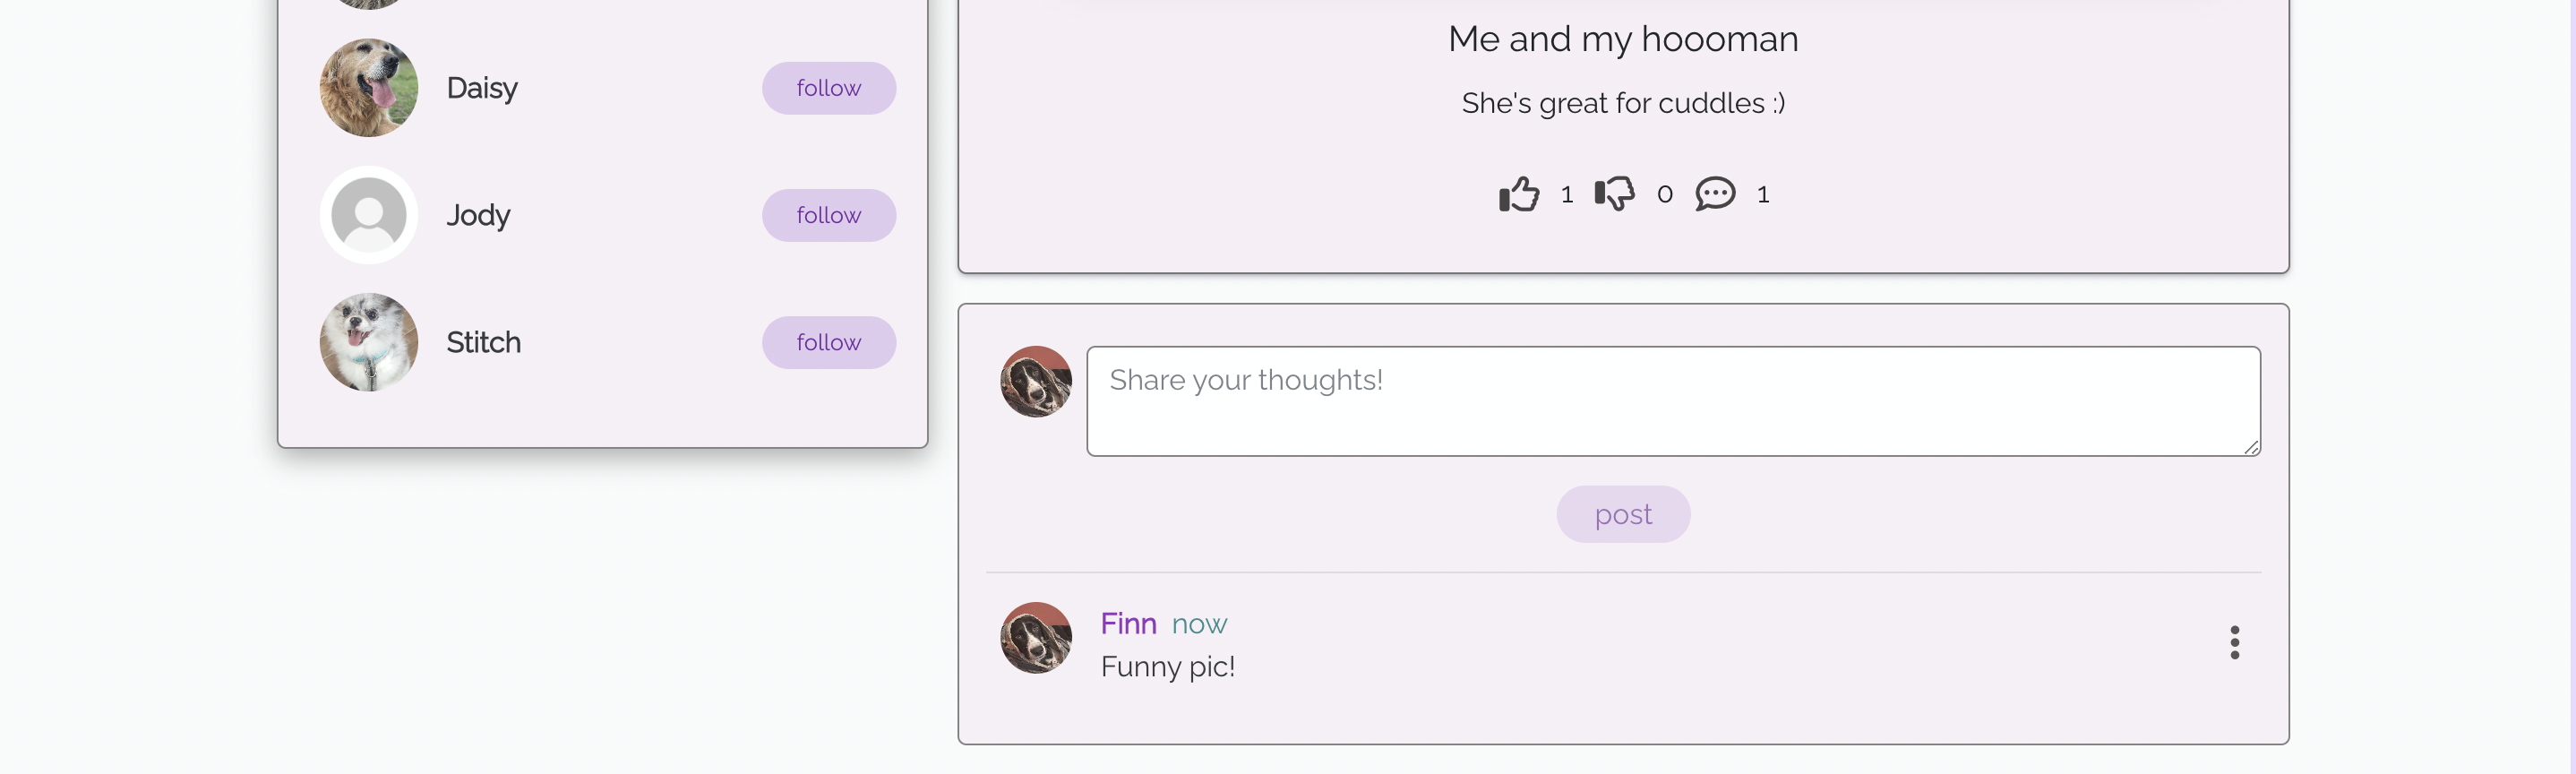 Daisy
follow
Jody
follow
Stitch
follow
Me and my hoooman
She's great for cuddles :)
1 0 1
Share your thoughts!
post
Finn now
Funny pic!